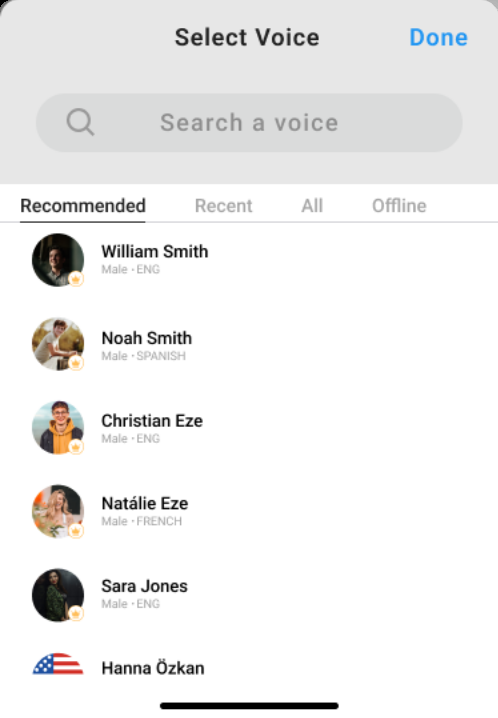 Select Voice Done
Search a voice
Recommended Recent All Offline
William Smith
Male • ENG
Noah Smith
Male • SPANISH
Christian Eze
Male • ENG
Natálie Eze
Male • FRENCH
Sara Jones
Male • ENG
Hanna Özkan